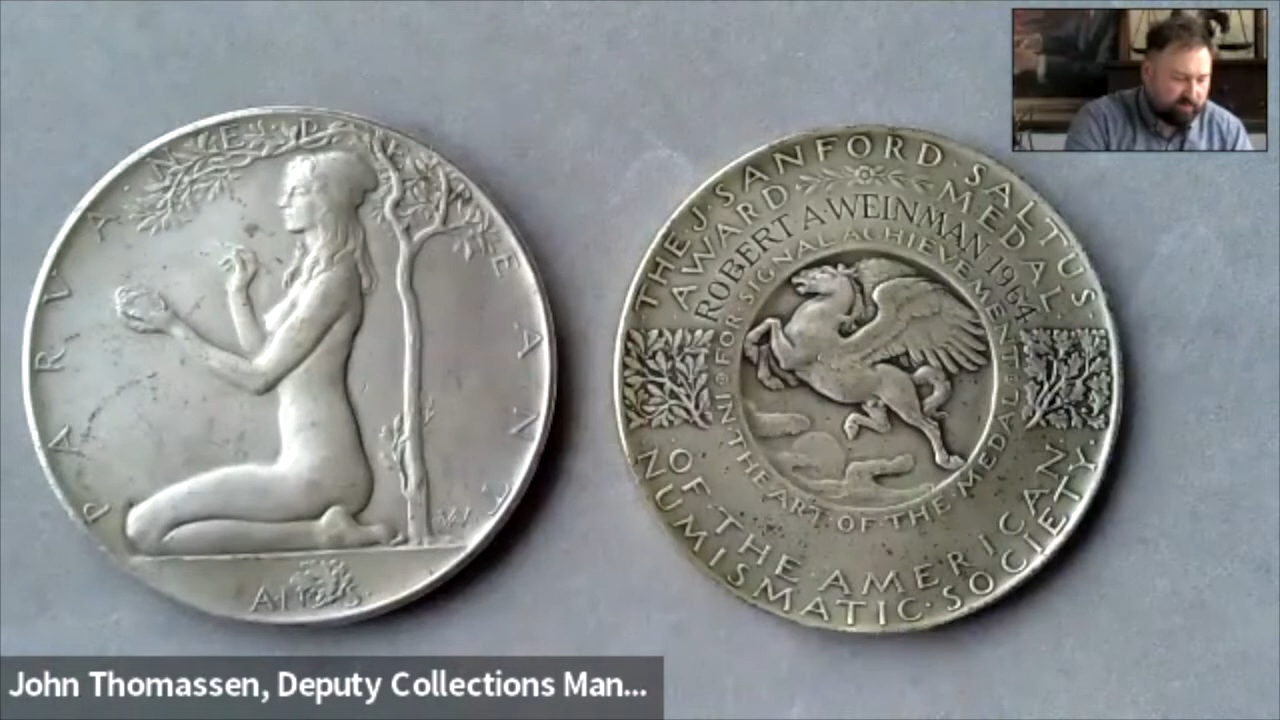 PARVA NE PEREANT
THE·J·SANFORD·SALTUS·
AWARD MEDAL·
ROBERT A·WEINMAN 1964
FOR·SIGNAL ACHIEVEMENT
IN·THE·ART·OF·THE·MEDAL
·OF·THE·AMERICAN
NUMISMATIC·SOCIETY·
John Thomassen, Deputy Collections Man...